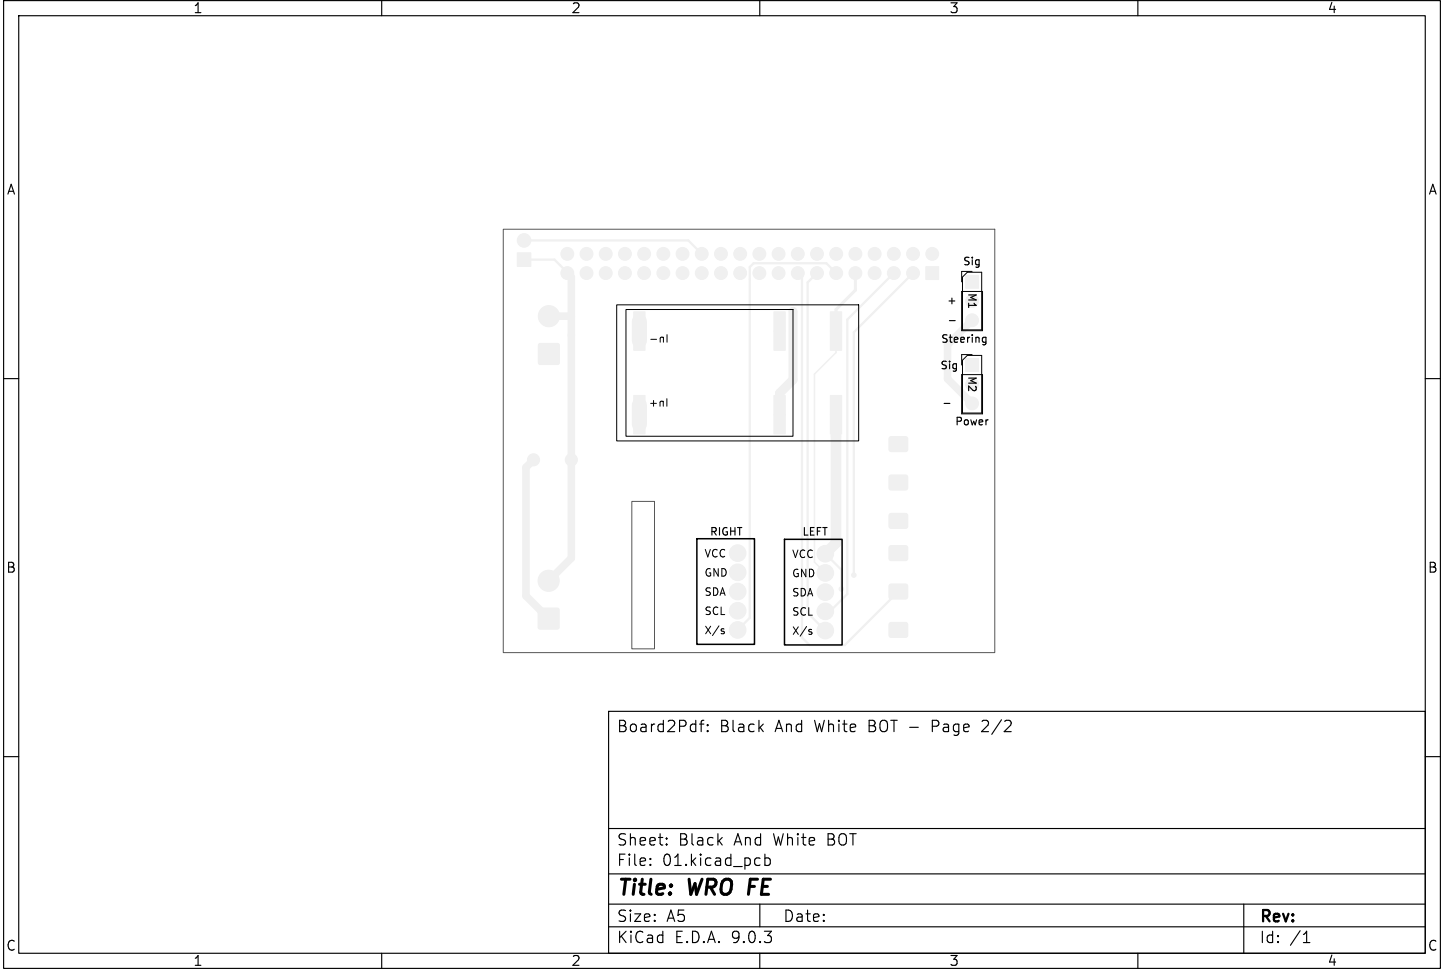 1 2 3 4
A A
Sig
M1
+
-
Steering
Sig
M2
-
Power
-nI
+nI
B B
RIGHT LEFT
VCC VCC
GND GND
SDA SDA
SCL SCL
X/s X/s
Board2Pdf: Black And White BOT - Page 2/2
Sheet: Black And White BOT
File: 01.kicad_pcb
Title: WRO FE
Size: A5 Date: Rev:
KiCad E.D.A. 9.0.3 Id: /1
C C
1 2 3 4